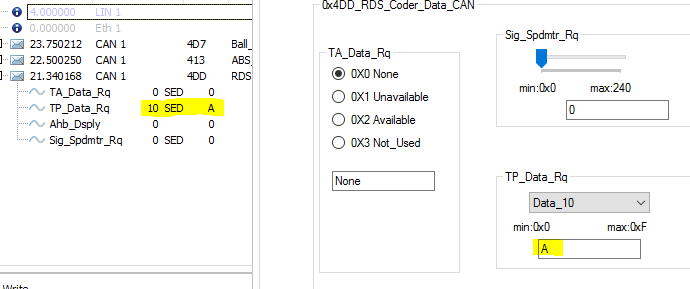 4.000000 LIN 1
0.000000 Eth 1
23.750212 CAN 1 4D7 Ball_
22.500250 CAN 1 413 ABS_
21.340168 CAN 1 4DD RDS
TA_Data_Rq 0 SED 0
TP_Data_Rq 10 SED A
Ahb_Dsply 0 SED 0
Sig_Spdmtr_Rq 0 SED 0
Write
0x4DD_RDS_Coder_Data_CAN
TA_Data_Rq
0X0 None
0X1 Unavailable
0X2 Available
0X3 Not_Used
None
Sig_Spdmtr_Rq
min:0x0 max:240
0
TP_Data_Rq
Data_10
min:0x0 max:0xF
A